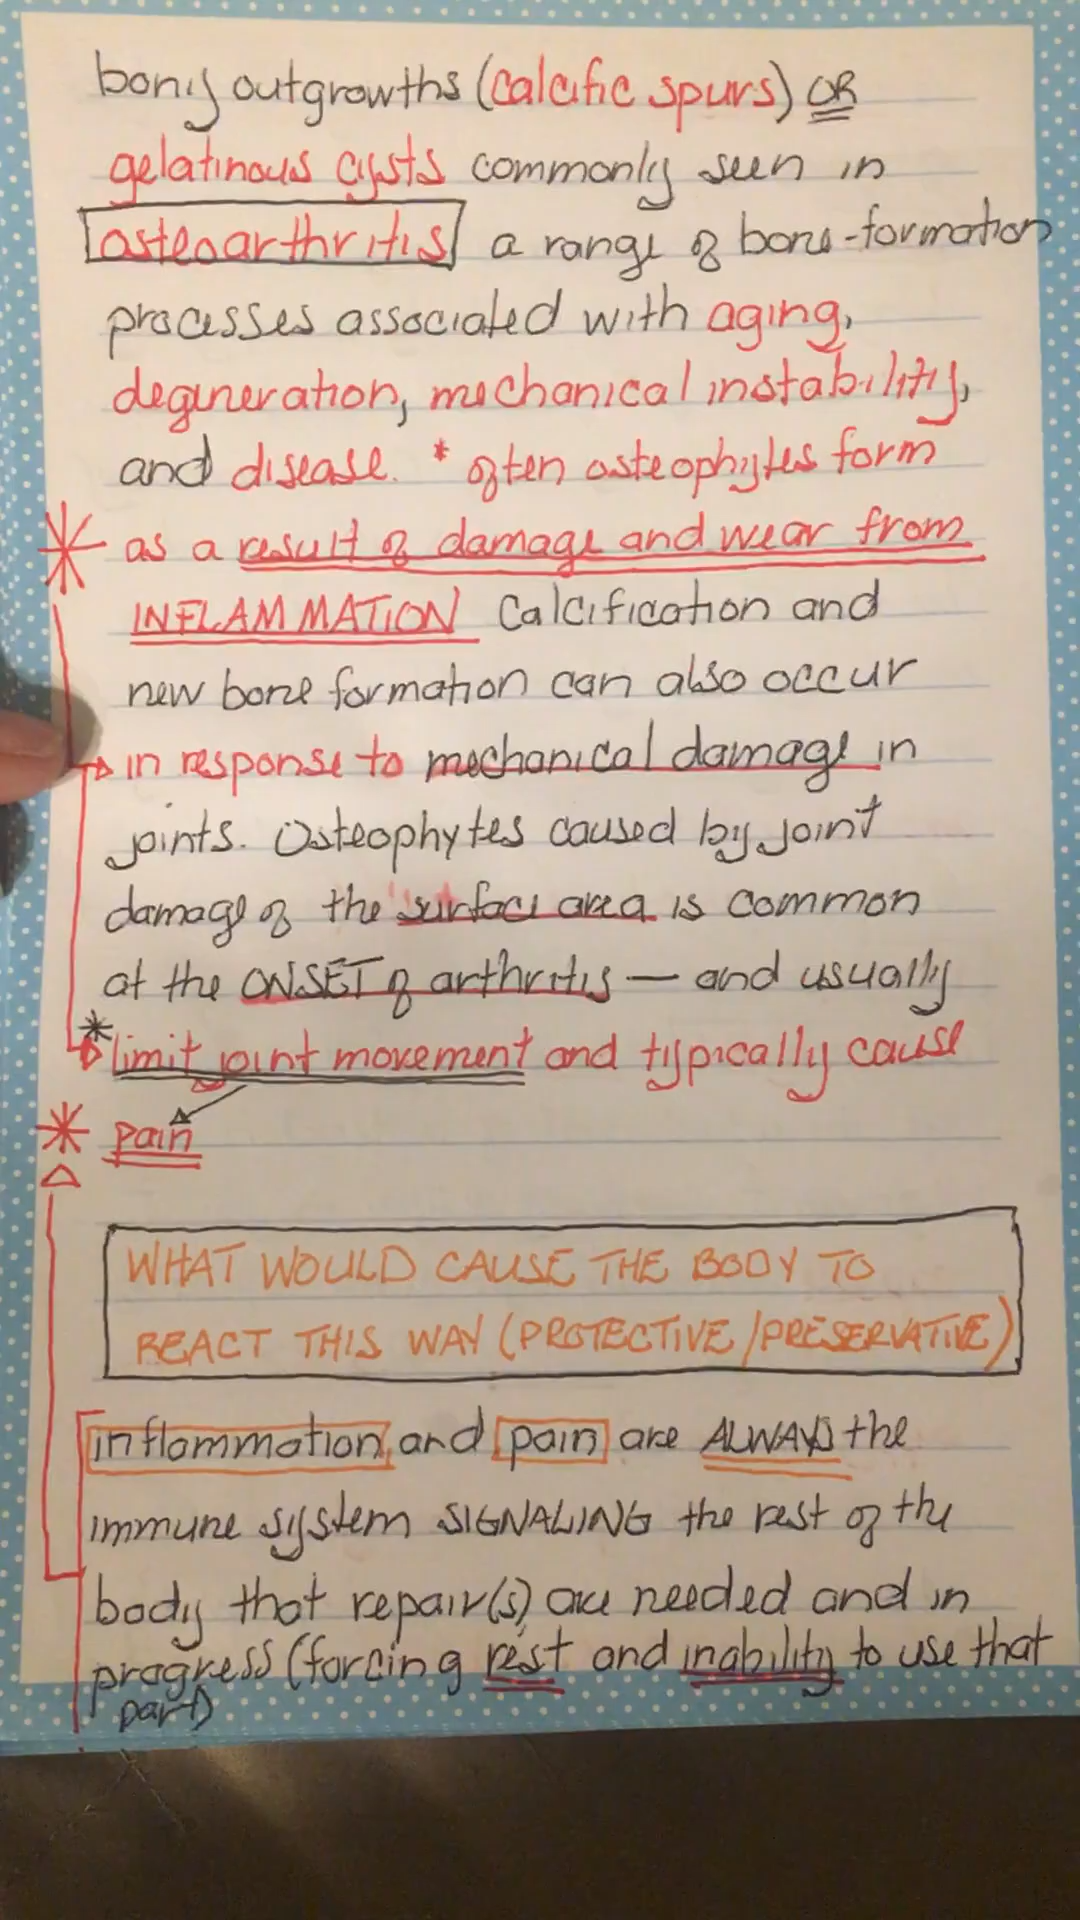 bony outgrowths (calcific spurs) OR
gelatinous cysts commonly seen in
osteoarthritis a range of bone-formation
processes associated with aging,
degeneration, mechanical instability,
and disease. * often osteophytes form
* as a result of damage and wear from
INFLAMMATION Calcification and
new bone formation can also occur
in response to mechanical damage in
joints. Osteophytes caused by joint
damage of the surface area is common
at the ONSET of arthritis — and usually
* limit joint movement and typically cause
* pain
WHAT WOULD CAUSE THE BODY TO
REACT THIS WAY (PROTECTIVE/PRESERVATIVE)
inflammation and pain are ALWAYS the
immune system SIGNALING the rest of the
body that repair(s) are needed and in
progress (forcing rest and inability to use that
part)